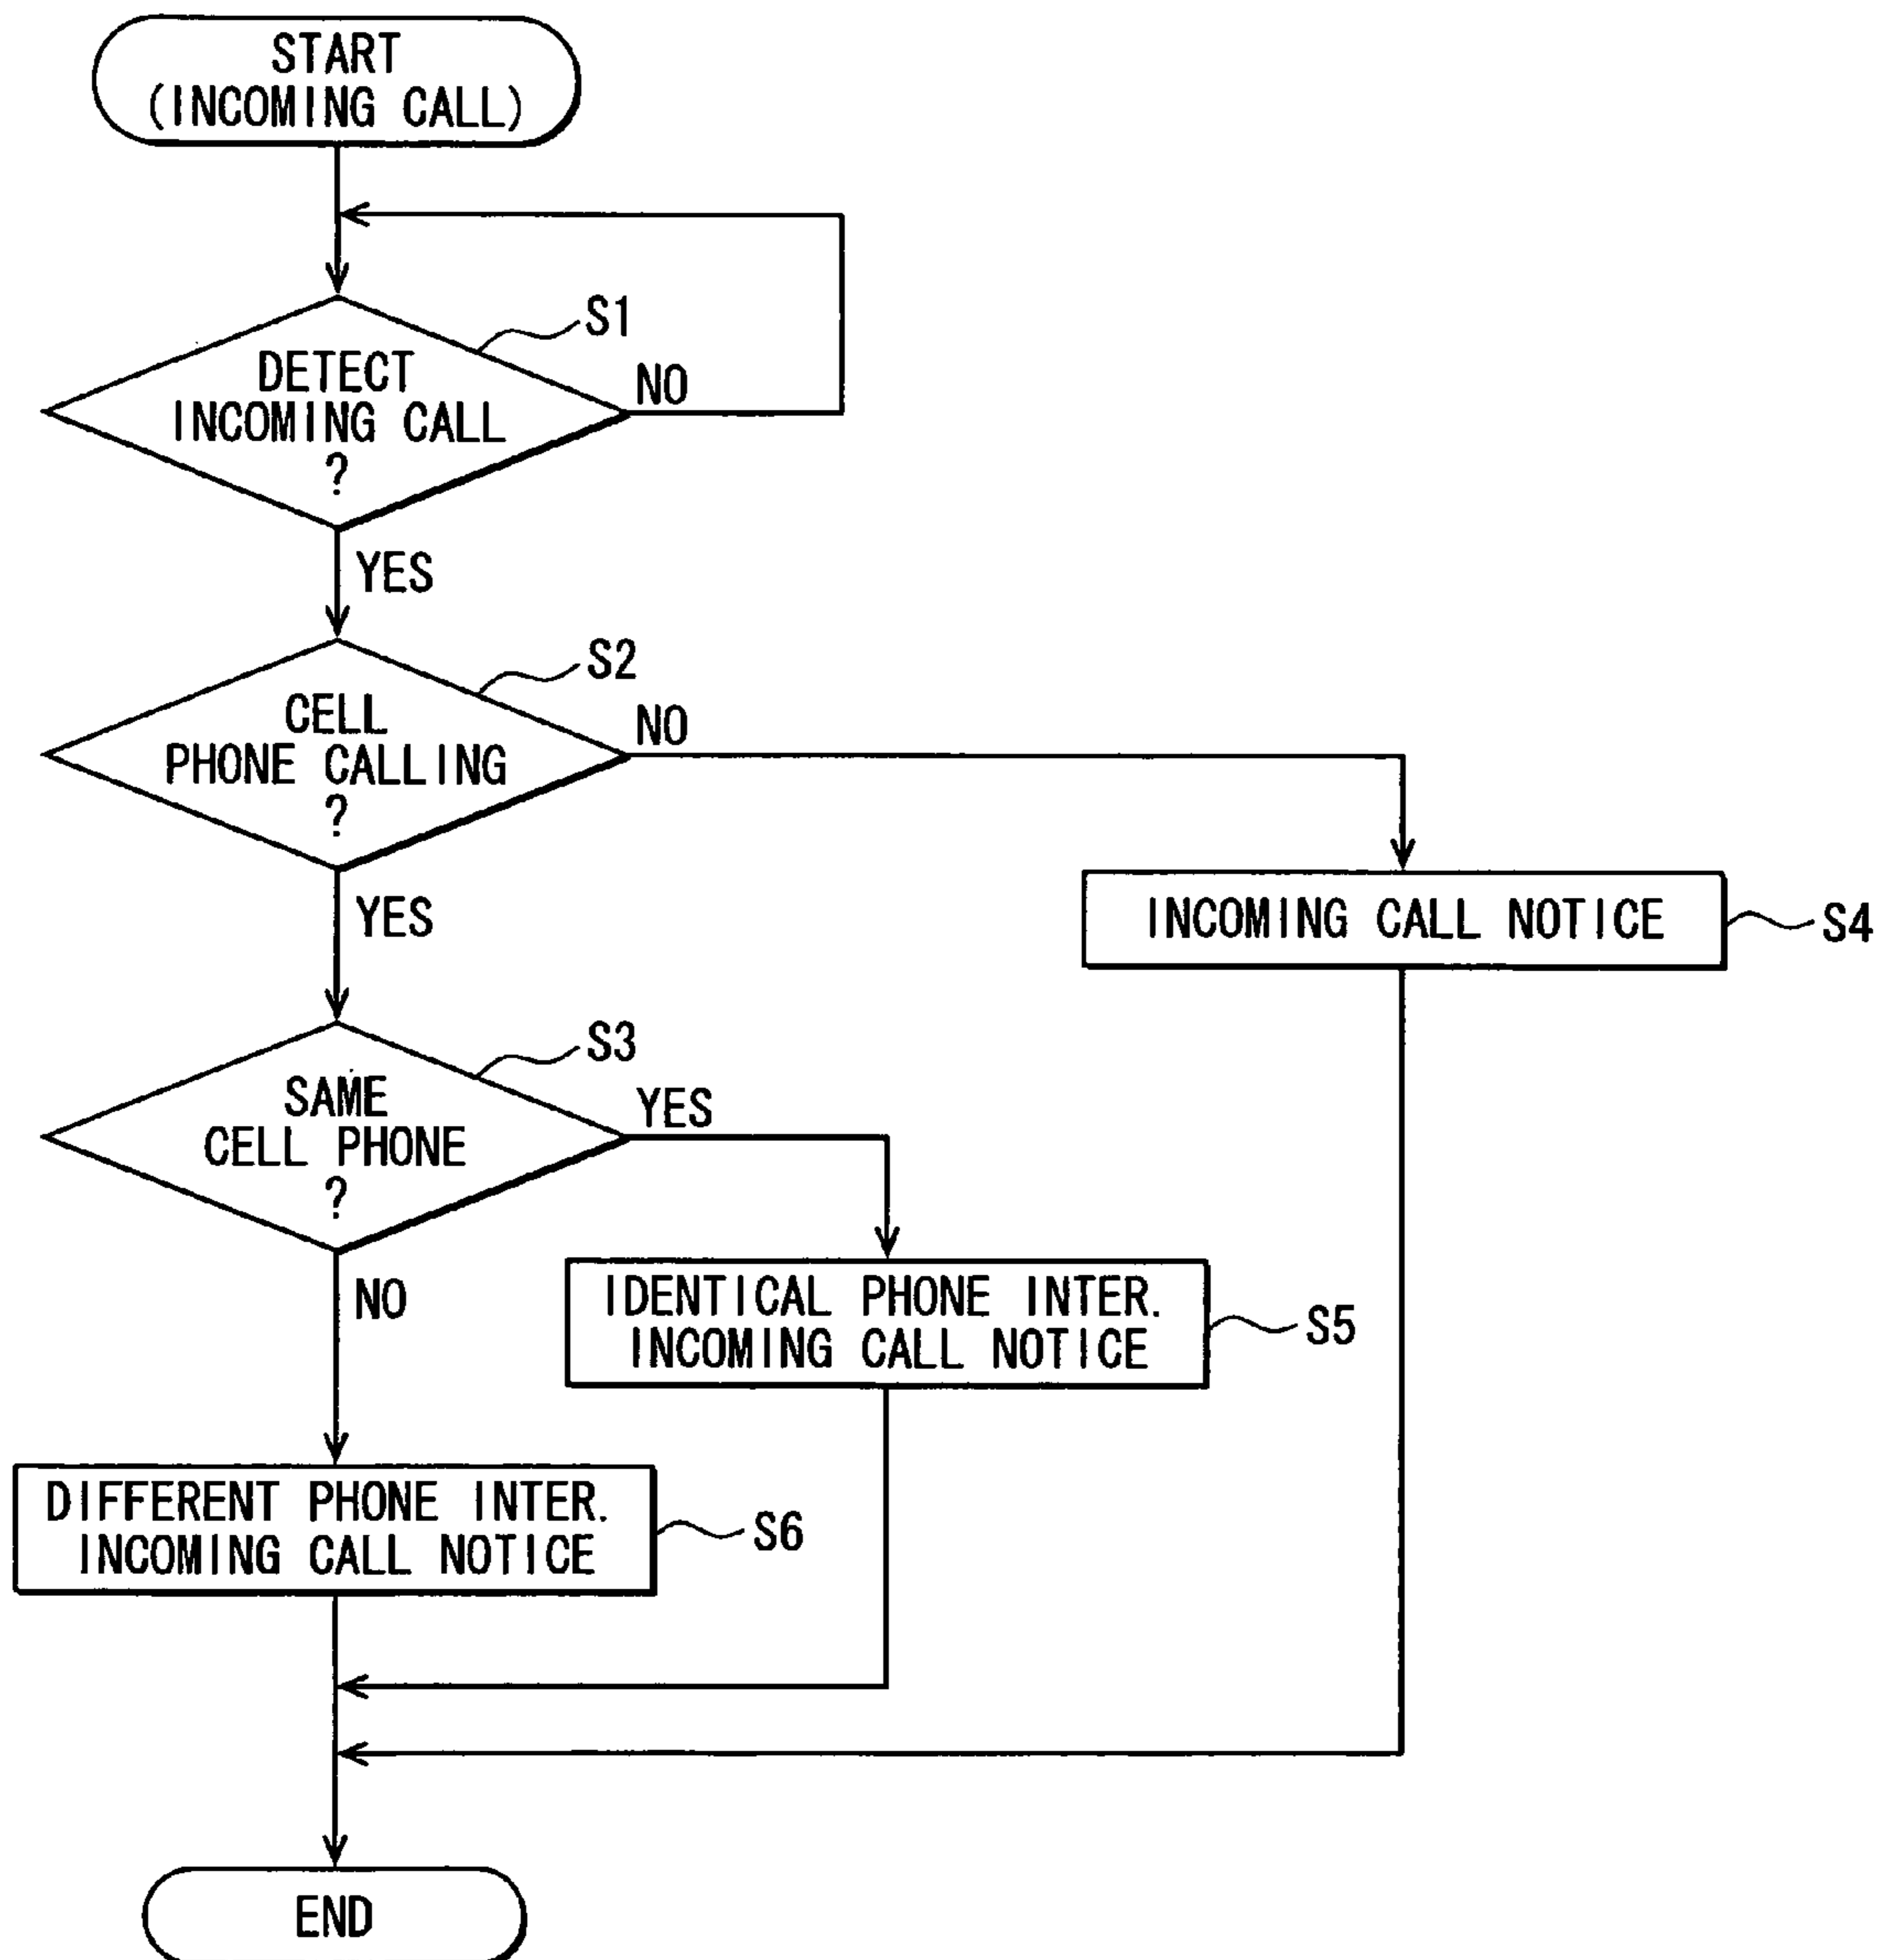 START
(INCOMING CALL)
S1
DETECT
INCOMING CALL
?
NO
YES
S2
CELL
PHONE CALLING
?
NO
YES
INCOMING CALL NOTICE
S4
S3
SAME
CELL PHONE
?
YES
NO
IDENTICAL PHONE INTER.
INCOMING CALL NOTICE
S5
DIFFERENT PHONE INTER.
INCOMING CALL NOTICE
S6
END